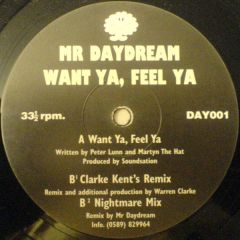 MR DAYDREAM
WANT YA, FEEL YA
33⅓ rpm.
DAY001
A Want Ya, Feel Ya
Written by Peter Lunn and Martyn The Hat
Produced by Soundsation
B¹ Clarke Kent's Remix
Remix and additional production by Warren Clarke
B² Nightmare Mix
Remix by Mr Daydream
Info. (0589) 829964